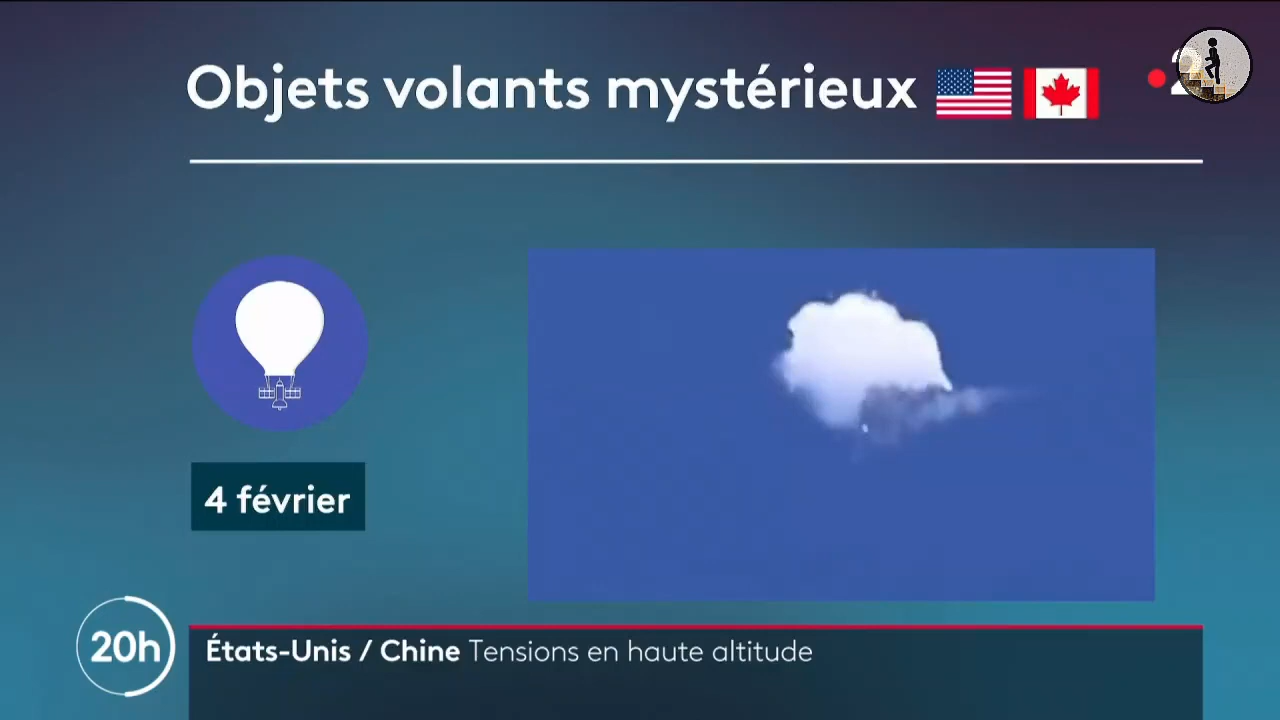 Objets volants mystérieux
4 février
20h
États-Unis / Chine Tensions en haute altitude